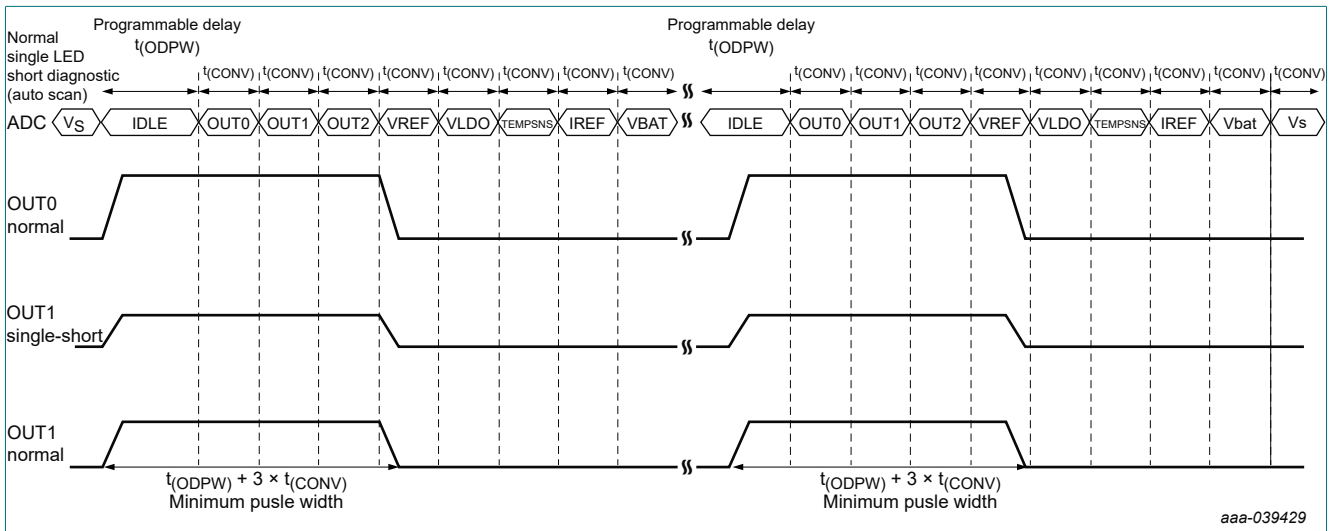 Programmable delay
Programmable delay
Normal
single LED
short diagnostic
(auto scan)
t(ODPW)
t(ODPW)
t(CONV) t(CONV) t(CONV) t(CONV) t(CONV) t(CONV) t(CONV) t(CONV)
t(CONV) t(CONV) t(CONV) t(CONV) t(CONV) t(CONV) t(CONV) t(CONV) t(CONV)
ADC VS IDLE OUT0 OUT1 OUT2 VREF VLDO TEMPSNS IREF VBAT
IDLE OUT0 OUT1 OUT2 VREF VLDO TEMPSNS IREF Vbat Vs
OUT0
normal
OUT1
single-short
OUT1
normal
t(ODPW) + 3 × t(CONV)
Minimum pusle width
t(ODPW) + 3 × t(CONV)
Minimum pusle width
aaa-039429